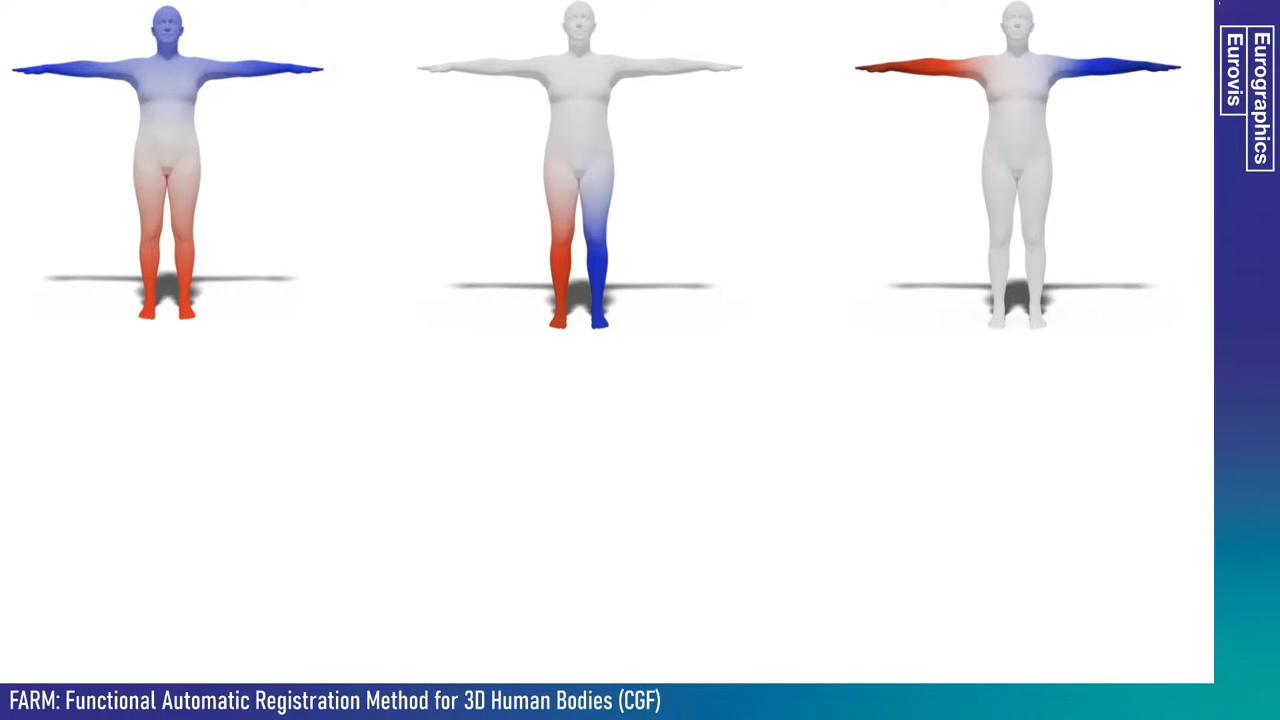 Eurographics
Eurovis
FARM: Functional Automatic Registration Method for 3D Human Bodies (CGF)